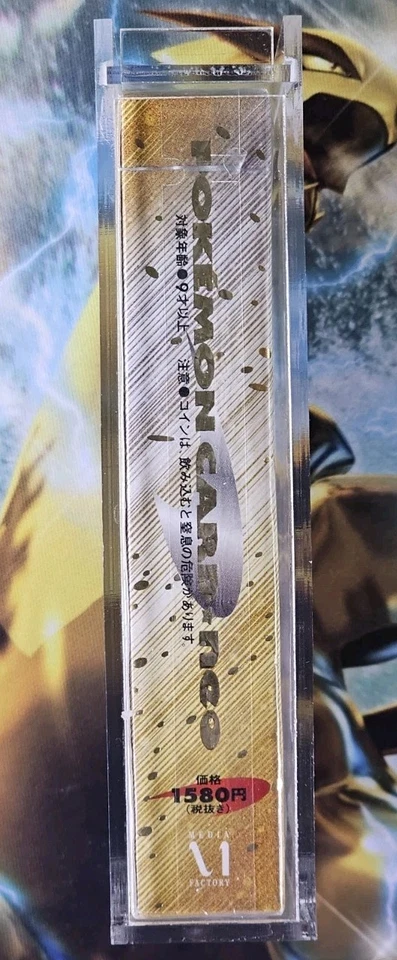 POKÉMON CARD★neo
対象年齢●9才以上 注意●コインは、飲み込むと窒息の危険があります。
価格
1580円
(税抜き)
MEDIA
FACTORY